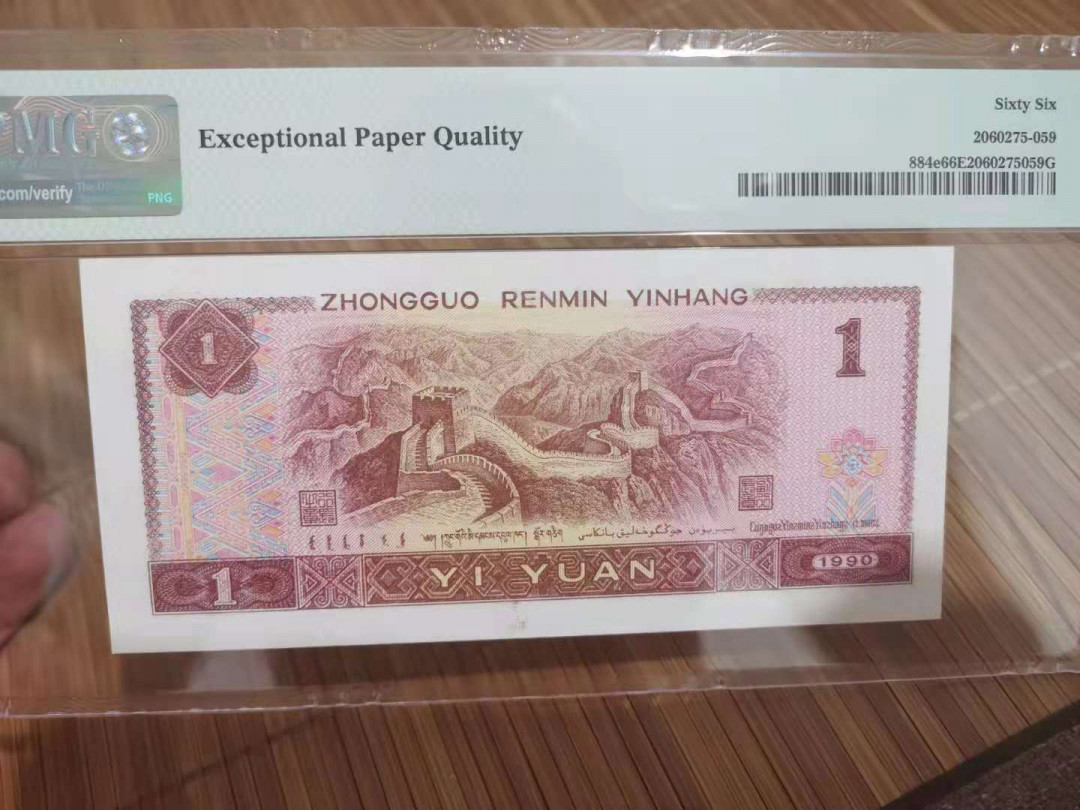 Sixty Six
PMG
Exceptional Paper Quality
2060275-059
884e66E2060275059G
.com/verify
PNG
ZHONGGUO RENMIN YINHANG
1
1
1
YI YUAN
1990